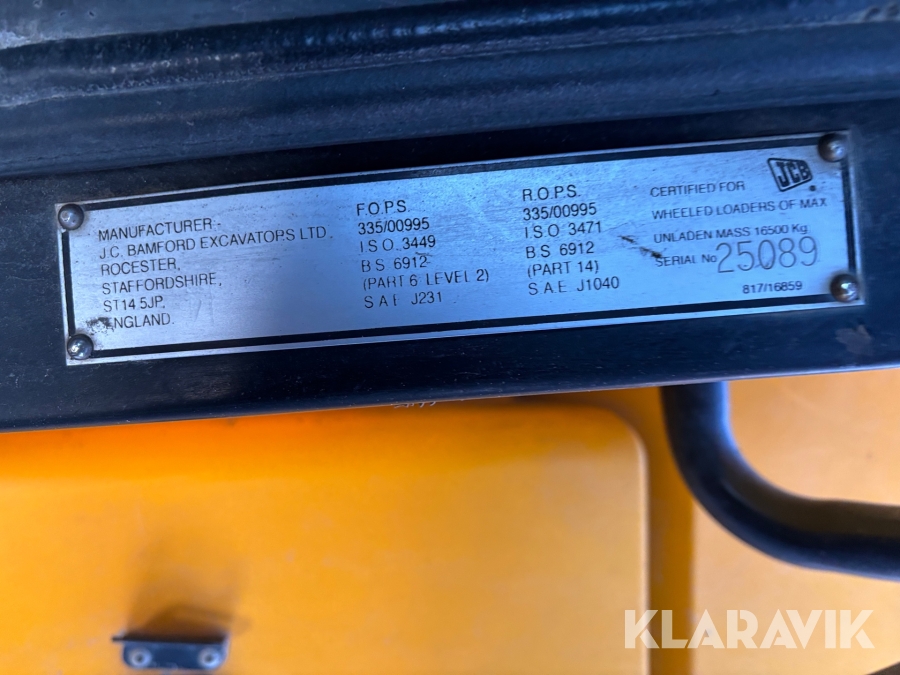 MANUFACTURER:-
J.C. BAMFORD EXCAVATORS LTD,
ROCESTER,
STAFFORDSHIRE,
ST14 5JP,
ENGLAND.
F.O.P.S.
335/00995
I.S.O. 3449
B S 6912
(PART 6 LEVEL 2)
S.A.E. J231
R.O.P.S.
335/00995
I.S.O. 3471
B S 6912
(PART 14)
S.A.E. J1040
JCB
CERTIFIED FOR
WHEELED LOADERS OF MAX
UNLADEN MASS 16500 Kg.
SERIAL No 25089
817/16859
KLARAVIK